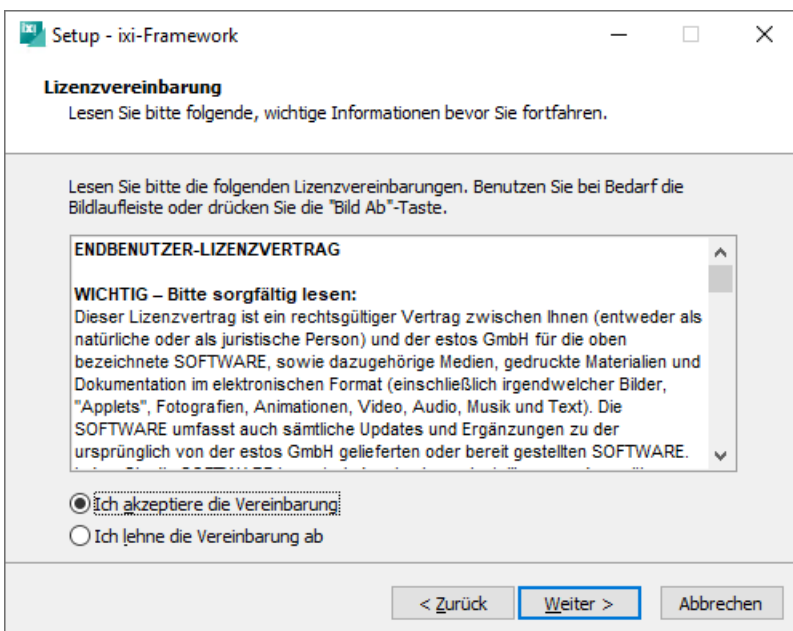 ixi
Setup - ixi-Framework
Lizenzvereinbarung
Lesen Sie bitte folgende, wichtige Informationen bevor Sie fortfahren.
Lesen Sie bitte die folgenden Lizenzvereinbarungen. Benutzen Sie bei Bedarf die
Bildlaufleiste oder drücken Sie die "Bild Ab"-Taste.
ENDBENUTZER-LIZENZVERTRAG
WICHTIG – Bitte sorgfältig lesen:
Dieser Lizenzvertrag ist ein rechtsgültiger Vertrag zwischen Ihnen (entweder als
natürliche oder als juristische Person) und der estos GmbH für die oben
bezeichnete SOFTWARE, sowie dazugehörige Medien, gedruckte Materialien und
Dokumentation im elektronischen Format (einschließlich irgendwelcher Bilder,
"Applets", Fotografien, Animationen, Video, Audio, Musik und Text). Die
SOFTWARE umfasst auch sämtliche Updates und Ergänzungen zu der
ursprünglich von der estos GmbH gelieferten oder bereit gestellten SOFTWARE.
Ich akzeptiere die Vereinbarung
Ich lehne die Vereinbarung ab
< Zurück
Weiter >
Abbrechen